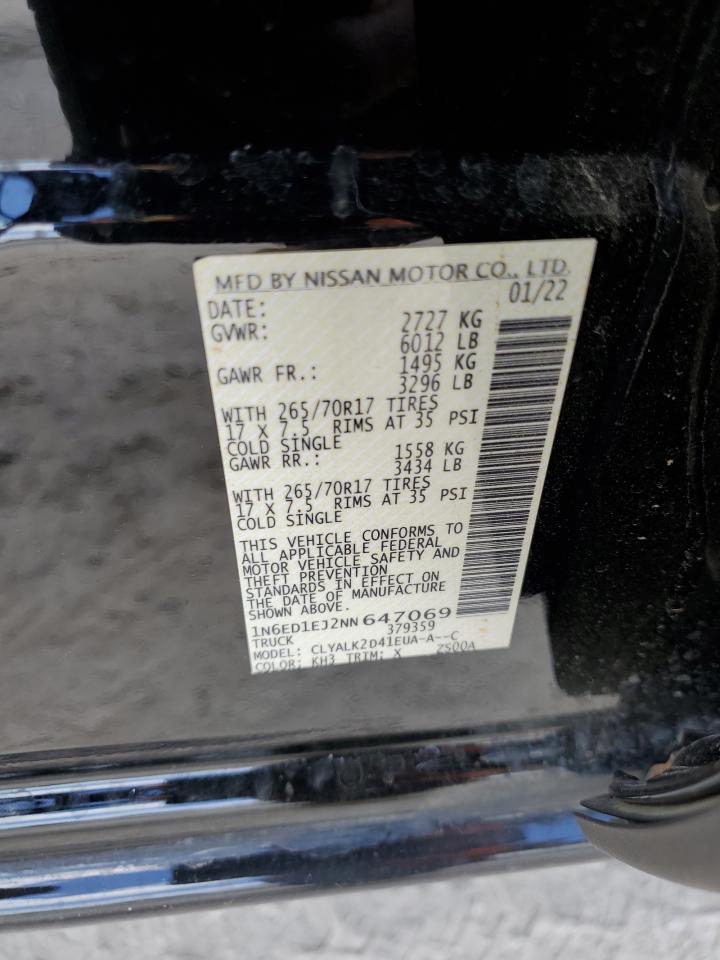 MFD BY NISSAN MOTOR CO., LTD.
DATE: 01/22
GVWR: 2727 KG
6012 LB
GAWR FR.: 1495 KG
3296 LB
WITH 265/70R17 TIRES
17 X 7.5 RIMS AT 35 PSI
COLD SINGLE
GAWR RR.: 1558 KG
3434 LB
WITH 265/70R17 TIRES
17 X 7.5 RIMS AT 35 PSI
COLD SINGLE
THIS VEHICLE CONFORMS TO
ALL APPLICABLE FEDERAL
MOTOR VEHICLE SAFETY AND
THEFT PREVENTION
STANDARDS IN EFFECT ON
THE DATE OF MANUFACTURE
SHOWN ABOVE.
1N6ED1EJ2NN647069
TRUCK 379359
MODEL: CLYALK2D41EUA-A--C
COLOR: KH3 TRIM: X ZS00A